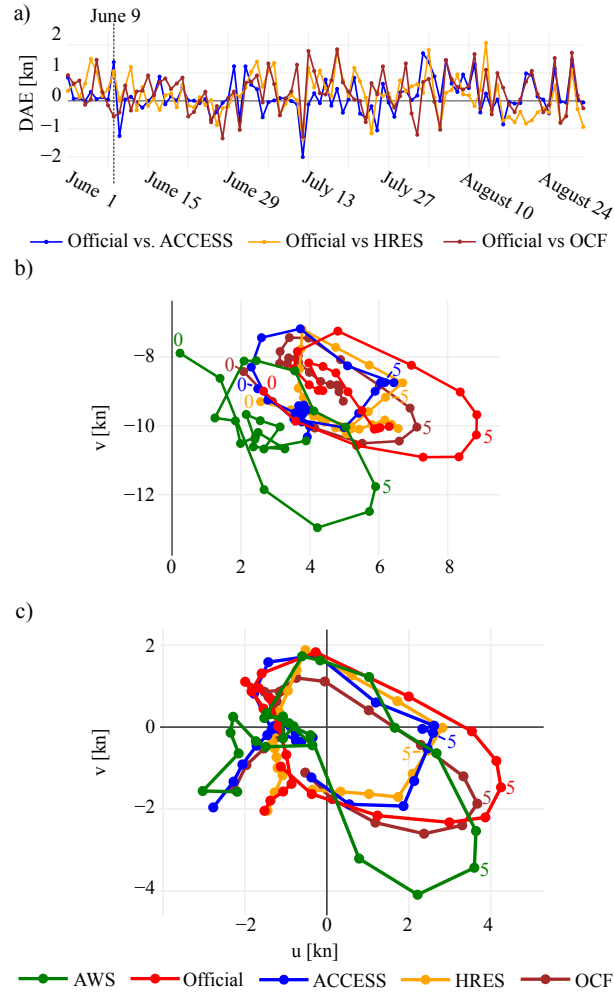 a)
June 9
DAE [kn]
2
1
0
−1
−2
June 1
June 15
June 29
July 13
July 27
August 10
August 24
Official vs. ACCESS
Official vs HRES
Official vs OCF
b)
v [kn]
−8
−10
−12
0
0
0
0
0
5
5
5
5
5
0
2
4
6
8
c)
v [kn]
2
0
−2
−4
5
5
5
5
5
−2
0
2
4
u [kn]
AWS
Official
ACCESS
HRES
OCF